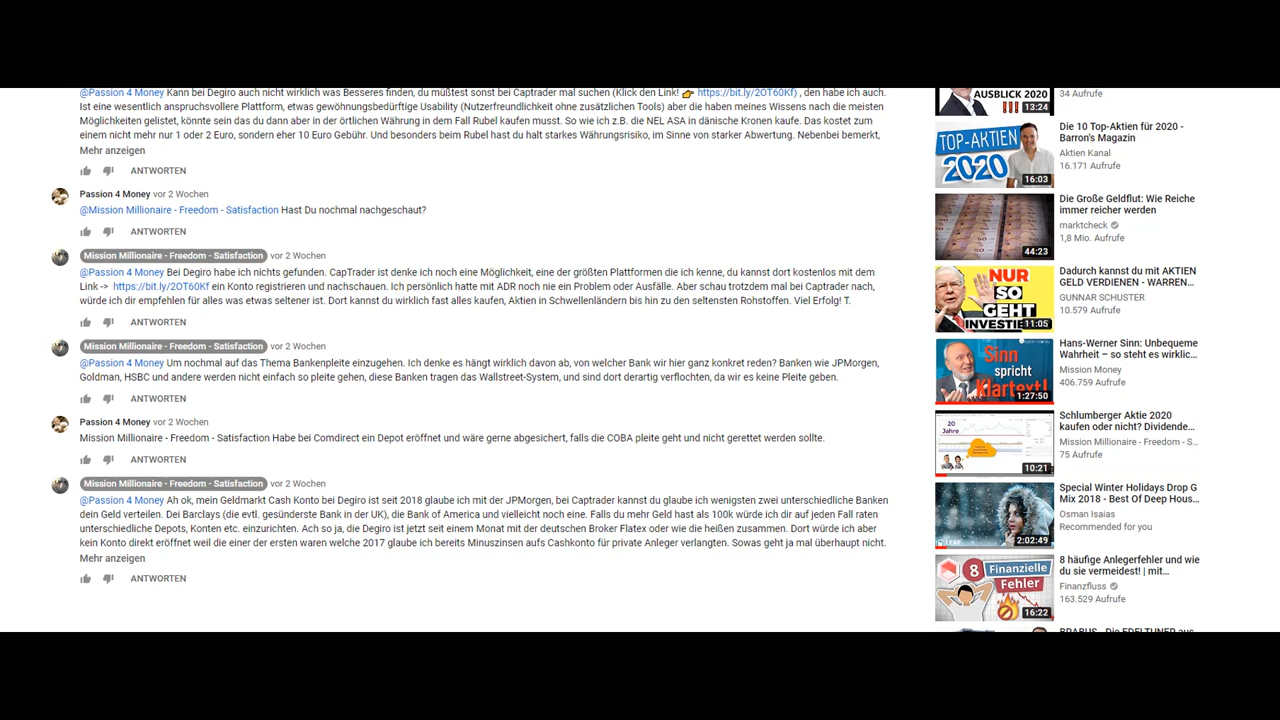 @Passion 4 Money Kann bei Degiro auch nicht wirklich was Besseres finden, du müßtest sonst bei Captrader mal suchen (Klick den Link! 👉 https://bit.ly/2OT60Kf) , den habe ich auch.
Ist eine wesentlich anspruchsvollere Plattform, etwas gewöhnungsbedürftige Usability (Nutzerfreundlichkeit ohne zusätzlichen Tools) aber die haben meines Wissens nach die meisten
Möglichkeiten gelistet, könnte sein das du dann aber in der örtlichen Währung in dem Fall Rubel kaufen musst. So wie ich z.B. die NEL ASA in dänische Kronen kaufe. Das kostet zum
einem nicht mehr nur 1 oder 2 Euro, sondern eher 10 Euro Gebühr. Und besonders beim Rubel hast du halt starkes Währungsrisiko, im Sinne von starker Abwertung. Nebenbei bemerkt,
Mehr anzeigen
ANTWORTEN
Passion 4 Money vor 2 Wochen
@Mission Millionaire - Freedom - Satisfaction Hast Du nochmal nachgeschaut?
ANTWORTEN
Mission Millionaire - Freedom - Satisfaction vor 2 Wochen
@Passion 4 Money Bei Degiro habe ich nichts gefunden. CapTrader ist denke ich noch eine Möglichkeit, eine der größten Plattformen die ich kenne, du kannst dort kostenlos mit dem
Link -> https://bit.ly/2OT60Kf ein Konto registrieren und nachschauen. Ich persönlich hatte mit ADR noch nie ein Problem oder Ausfälle. Aber schau trotzdem mal bei Captrader nach,
würde ich dir empfehlen für alles was etwas seltener ist. Dort kannst du wirklich fast alles kaufen, Aktien in Schwellenländern bis hin zu den seltensten Rohstoffen. Viel Erfolg! T.
ANTWORTEN
Mission Millionaire - Freedom - Satisfaction vor 2 Wochen
@Passion 4 Money Um nochmal auf das Thema Bankenpleite einzugehen. Ich denke es hängt wirklich davon ab, von welcher Bank wir hier ganz konkret reden? Banken wie JPMorgen,
Goldman, HSBC und andere werden nicht einfach so pleite gehen, diese Banken tragen das Wallstreet-System, und sind dort derartig verflochten, da wir es keine Pleite geben.
ANTWORTEN
Passion 4 Money vor 2 Wochen
Mission Millionaire - Freedom - Satisfaction Habe bei Comdirect ein Depot eröffnet und wäre gerne abgesichert, falls die COBA pleite geht und nicht gerettet werden sollte.
ANTWORTEN
Mission Millionaire - Freedom - Satisfaction vor 2 Wochen
@Passion 4 Money Ah ok, mein Geldmarkt Cash Konto bei Degiro ist seit 2018 glaube ich mit der JPMorgen, bei Captrader kannst du glaube ich wenigsten zwei unterschiedliche Banken
dein Geld verteilen. Dei Barclays (die evtl. gesünderste Bank in der UK), die Bank of America und vielleicht noch eine. Falls du mehr Geld hast als 100k würde ich dir auf jeden Fall raten
unterschiedliche Depots, Konten etc. einzurichten. Ach so ja, die Degiro ist jetzt seit einem Monat mit der deutschen Broker Flatex oder wie die heißen zusammen. Dort würde ich aber
kein Konto direkt eröffnet weil die einer der ersten waren welche 2017 glaube ich bereits Minuszinsen aufs Cashkonto für private Anleger verlangten. Sowas geht ja mal überhaupt nicht.
Mehr anzeigen
ANTWORTEN
AUSBLICK 2020
!!! 13:24
34 Aufrufe
TOP-AKTIEN
2020
16:03
Die 10 Top-Aktien für 2020 -
Barron's Magazin
Aktien Kanal
16.171 Aufrufe
44:23
Die Große Geldflut: Wie Reiche
immer reicher werden
marktcheck
1,8 Mio. Aufrufe
NUR
SO
GEHT
11:05
Dadurch kannst du mit AKTIEN
GELD VERDIENEN - WARREN...
GUNNAR SCHUSTER
10.579 Aufrufe
Sinn
spricht
Klartext!
1:27:50
Hans-Werner Sinn: Unbequeme
Wahrheit – so steht es wirklic...
Mission Money
406.759 Aufrufe
20
Jahre
10:21
Schlumberger Aktie 2020
kaufen oder nicht? Dividende...
Mission Millionaire - Freedom - S...
75 Aufrufe
2:02:49
Special Winter Holidays Drop G
Mix 2018 - Best Of Deep Hous...
Osman Isaias
Recommended for you
8 Finanzielle
Fehler
16:22
8 häufige Anlegerfehler und wie
du sie vermeidest! | mit...
Finanzfluss
163.529 Aufrufe